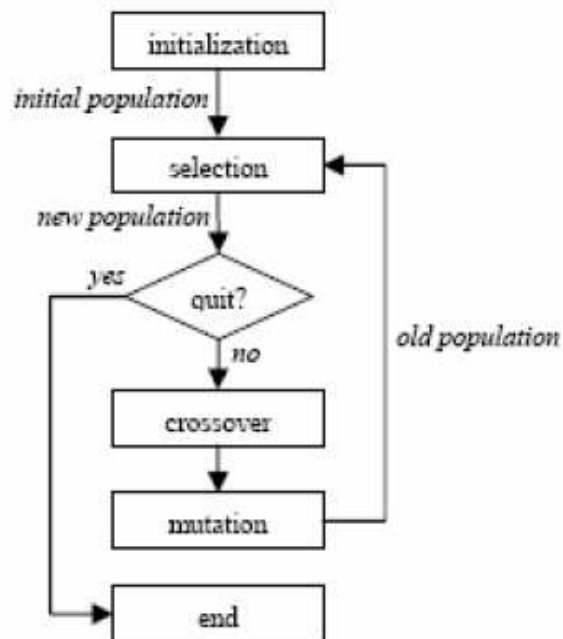 initialization
initial population
selection
new population
yes
quit?
old population
no
crossover
mutation
end